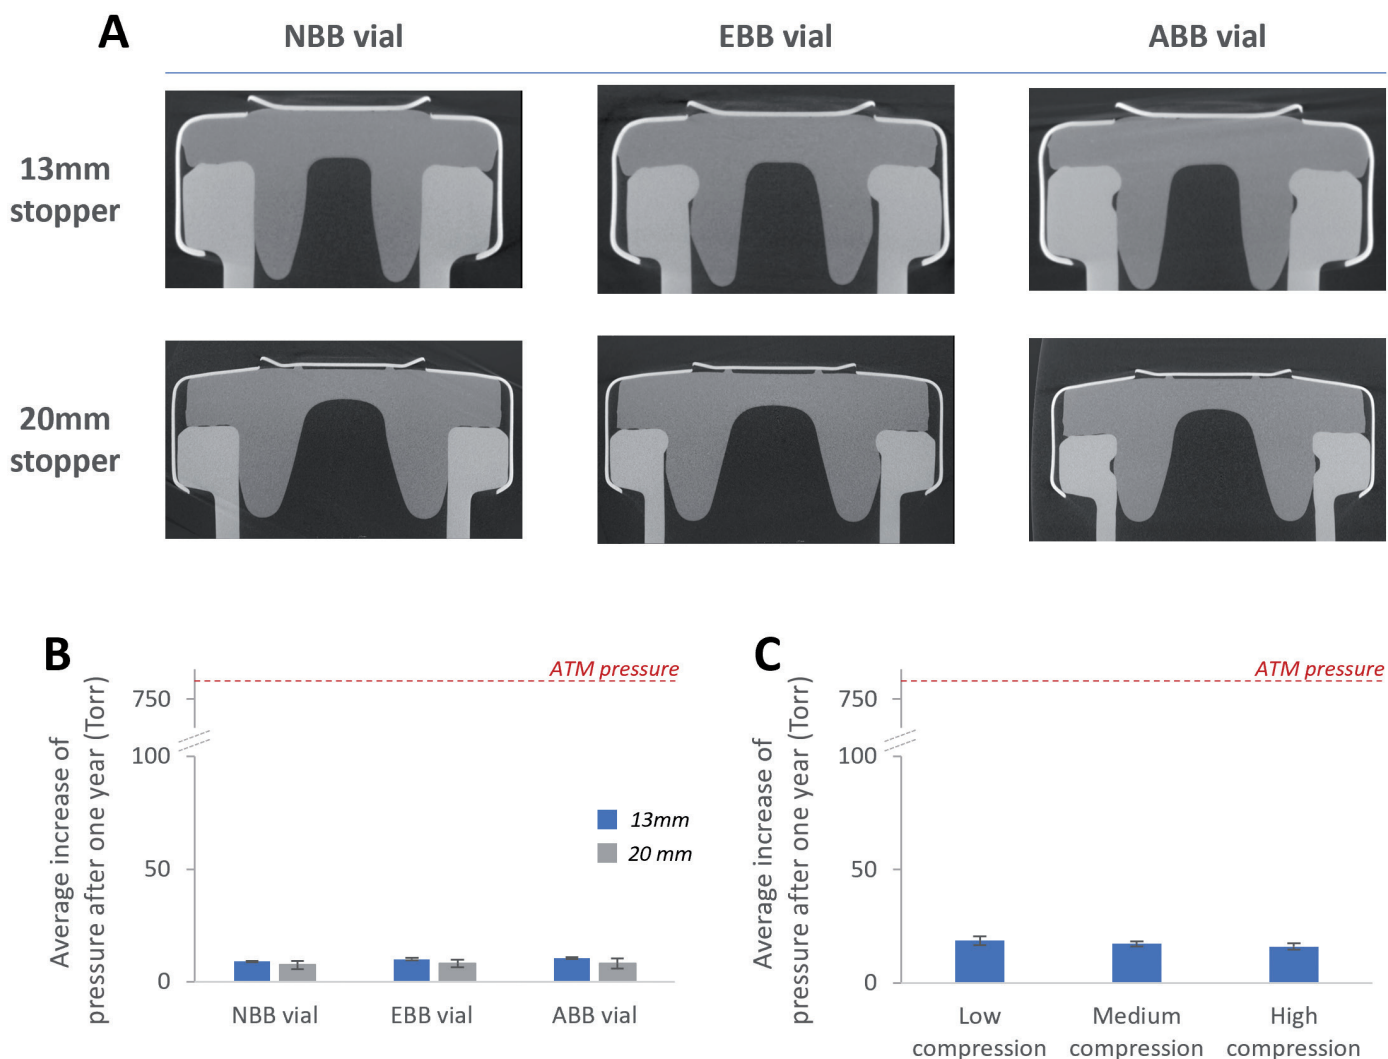 A
NBB vial
EBB vial
ABB vial
13mm
stopper
20mm
stopper
B
Average increase of
pressure after one year (Torr)
ATM pressure
750
100
50
0
13mm
20 mm
NBB vial
EBB vial
ABB vial
C
Average increase of
pressure after one year (Torr)
ATM pressure
750
100
50
0
Low
compression
Medium
compression
High
compression